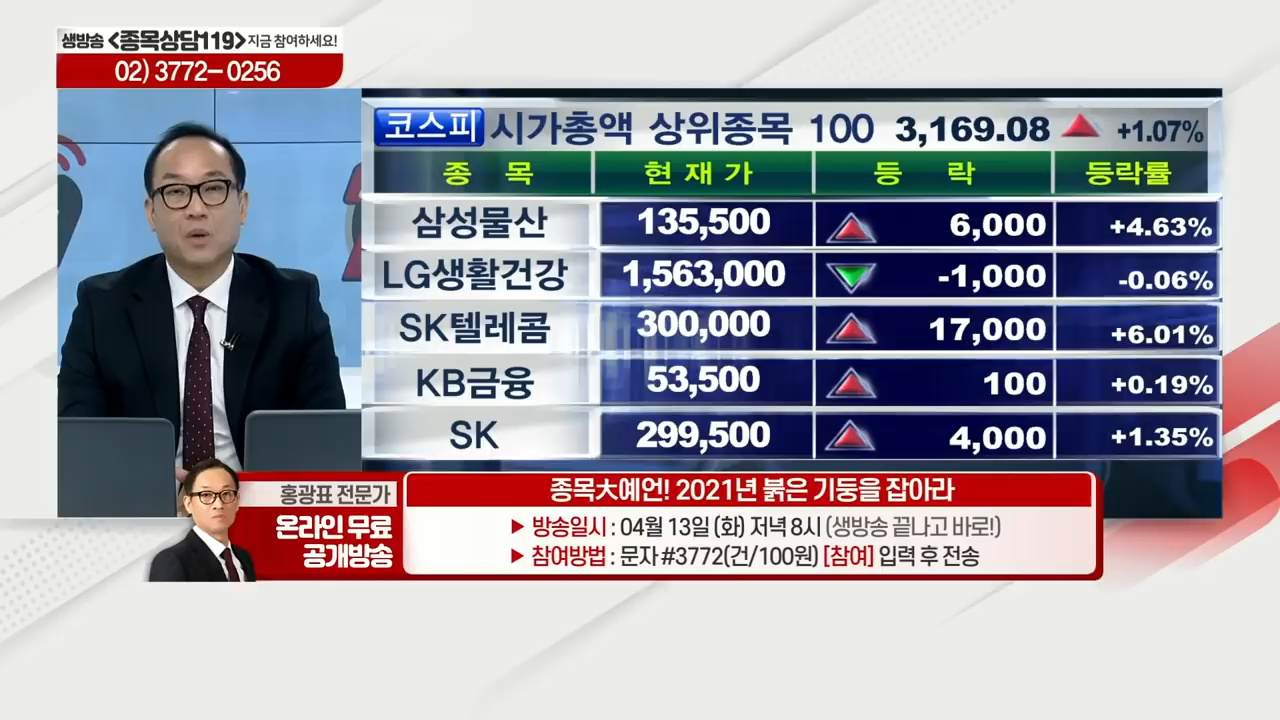 생방송 <종목상담119> 지금 참여하세요!
02) 3772-0256
코스피 시가총액 상위종목 100 3,169.08 ▲ +1.07%
종 목 현 재 가 등 락 등락률
삼성물산 135,500 ▲ 6,000 +4.63%
LG생활건강 1,563,000 ▼ -1,000 -0.06%
SK텔레콤 300,000 ▲ 17,000 +6.01%
KB금융 53,500 ▲ 100 +0.19%
SK 299,500 ▲ 4,000 +1.35%
홍광표 전문가
온라인 무료
공개방송
종목大예언! 2021년 붉은 기둥을 잡아라
▶ 방송일시 : 04월 13일 (화) 저녁 8시 (생방송 끝나고 바로!)
▶ 참여방법 : 문자 #3772(건/100원) [참여] 입력 후 전송